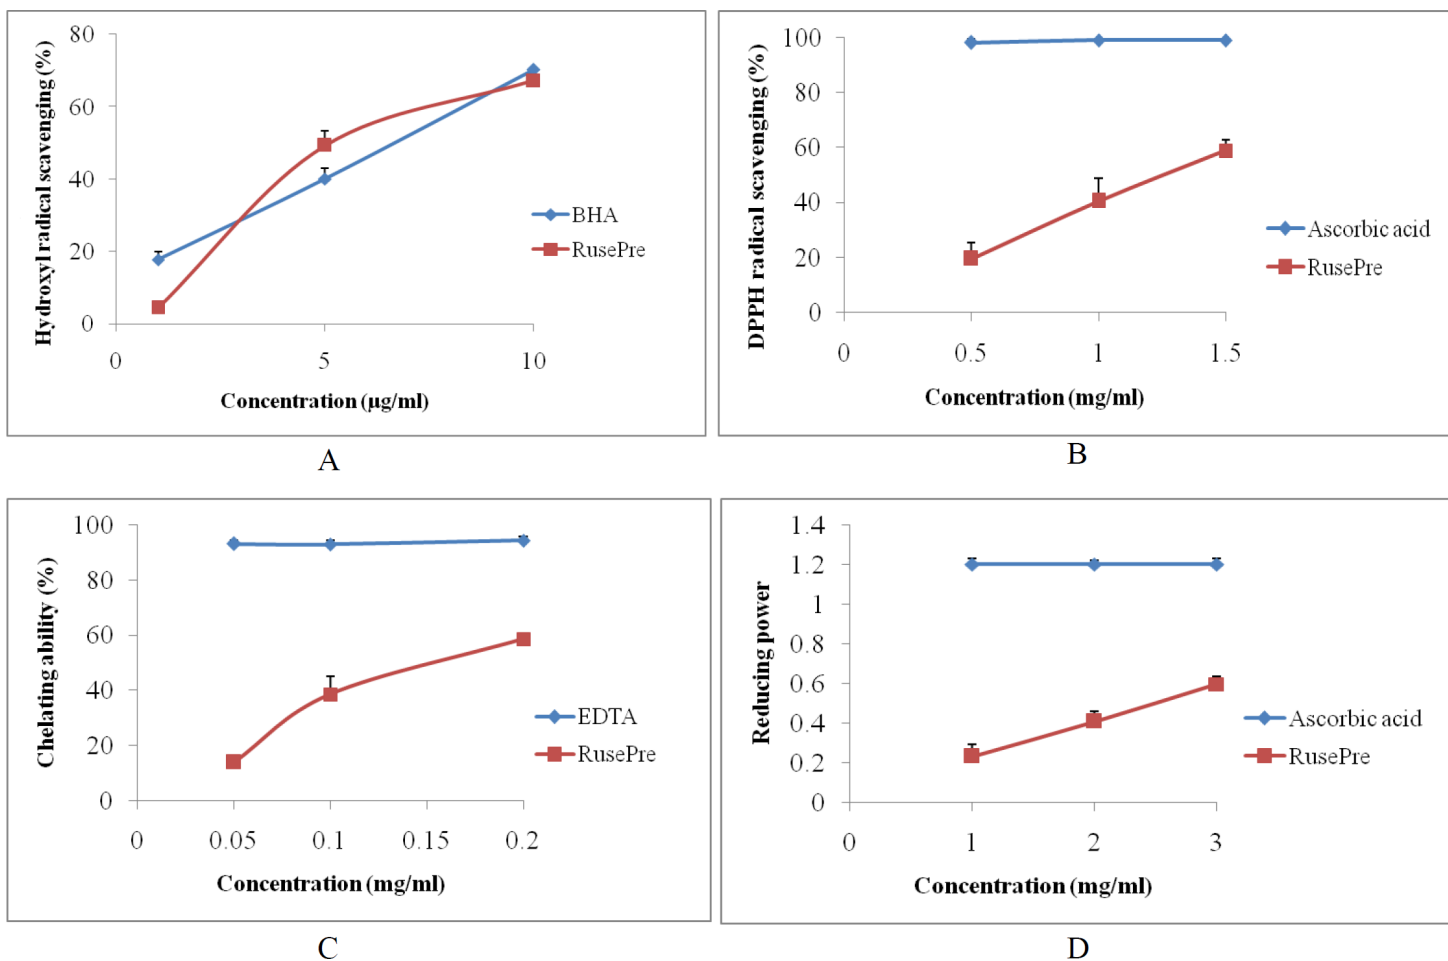 Hydroxyl radical scavenging (%)
80
60
40
20
0
0
5
10
Concentration (µg/ml)
BHA
RusePre
A
DPPH radical scavenging (%)
100
80
60
40
20
0
0
0.5
1
1.5
Concentration (mg/ml)
Ascorbic acid
RusePre
B
Chelating ability (%)
100
80
60
40
20
0
0
0.05
0.1
0.15
0.2
Concentration (mg/ml)
EDTA
RusePre
C
Reducing power
1.4
1.2
1
0.8
0.6
0.4
0.2
0
0
1
2
3
Concentration (mg/ml)
Ascorbic acid
RusePre
D